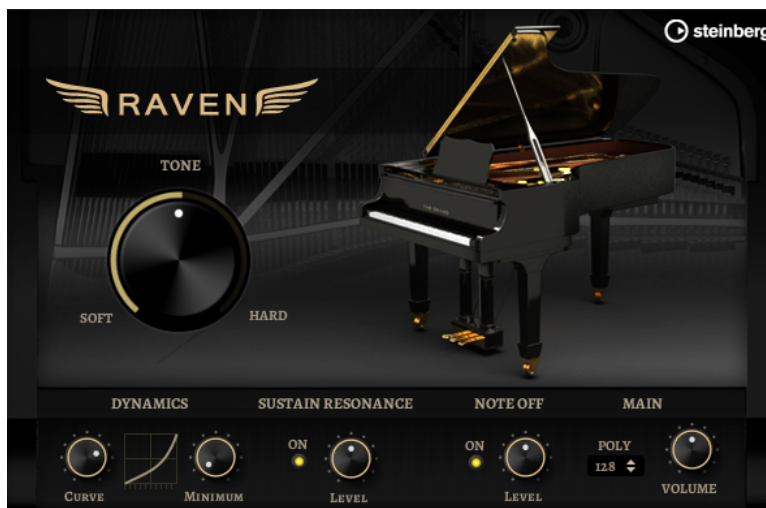 steinberg
RAVEN
TONE
SOFT
HARD
DYNAMICS
SUSTAIN RESONANCE
NOTE OFF
MAIN
ON
ON
POLY
128
CURVE
MINIMUM
LEVEL
LEVEL
VOLUME